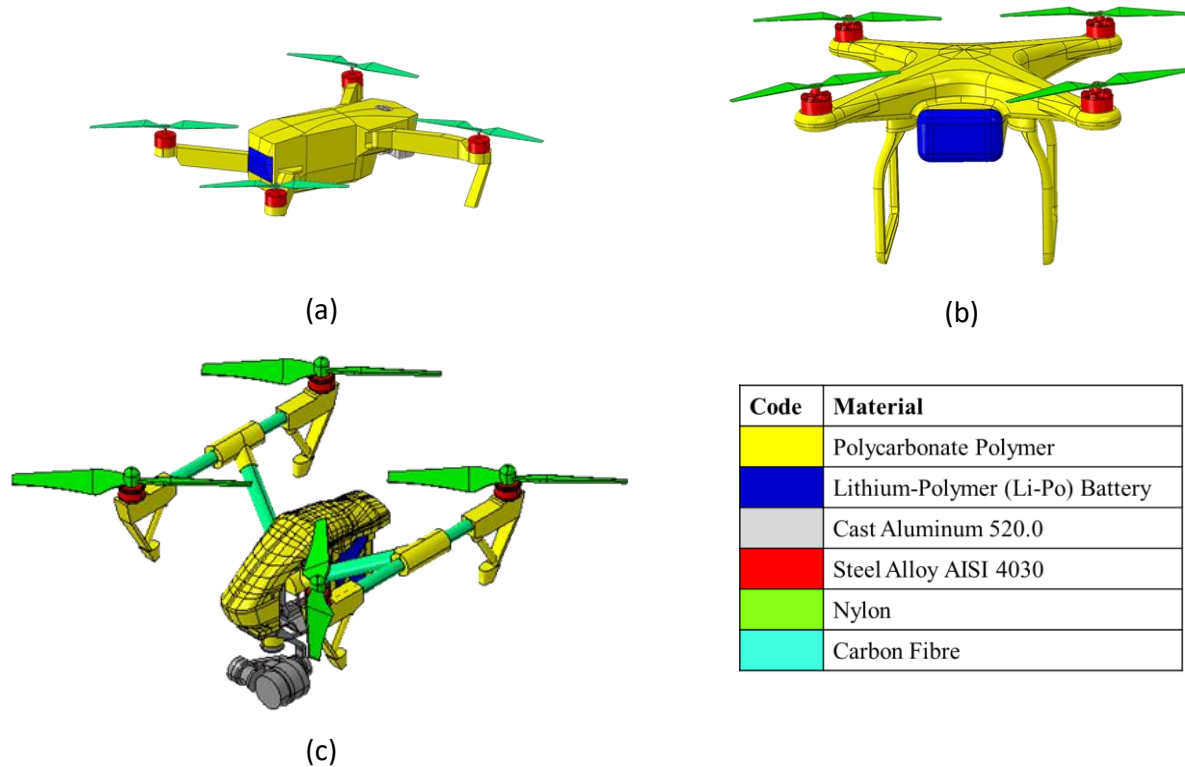 (a)
(b)
(c)
Code Material
Polycarbonate Polymer
Lithium-Polymer (Li-Po) Battery
Cast Aluminum 520.0
Steel Alloy AISI 4030
Nylon
Carbon Fibre